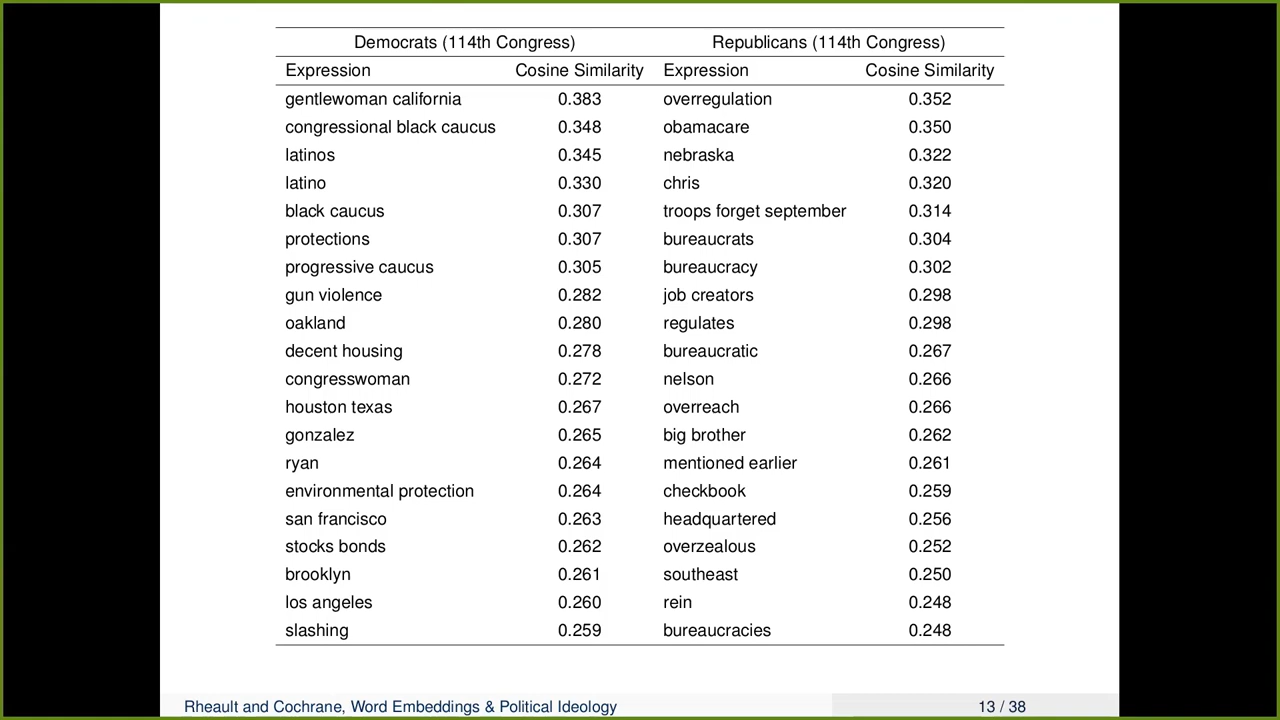 Democrats (114th Congress) Republicans (114th Congress)
Expression Cosine Similarity Expression Cosine Similarity
gentlewoman california 0.383 overregulation 0.352
congressional black caucus 0.348 obamacare 0.350
latinos 0.345 nebraska 0.322
latino 0.330 chris 0.320
black caucus 0.307 troops forget september 0.314
protections 0.307 bureaucrats 0.304
progressive caucus 0.305 bureaucracy 0.302
gun violence 0.282 job creators 0.298
oakland 0.280 regulates 0.298
decent housing 0.278 bureaucratic 0.267
congresswoman 0.272 nelson 0.266
houston texas 0.267 overreach 0.266
gonzalez 0.265 big brother 0.262
ryan 0.264 mentioned earlier 0.261
environmental protection 0.264 checkbook 0.259
san francisco 0.263 headquartered 0.256
stocks bonds 0.262 overzealous 0.252
brooklyn 0.261 southeast 0.250
los angeles 0.260 rein 0.248
slashing 0.259 bureaucracies 0.248
Rheault and Cochrane, Word Embeddings & Political Ideology 13 / 38